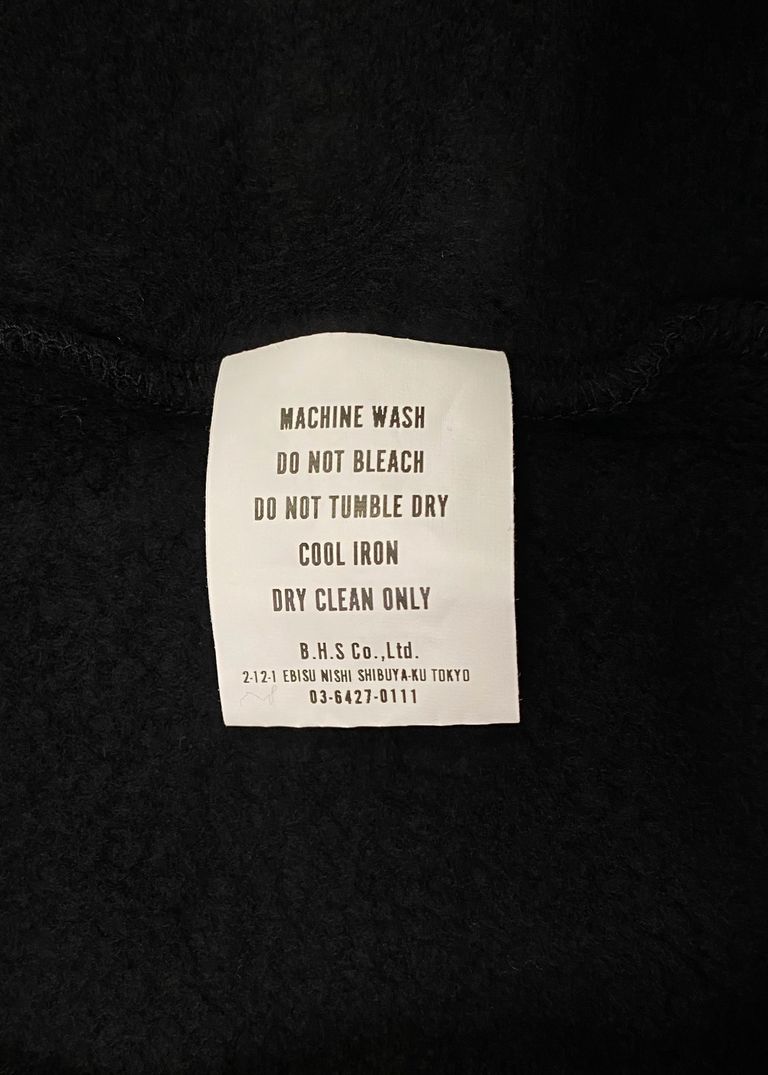 MACHINE WASH
DO NOT BLEACH
DO NOT TUMBLE DRY
COOL IRON
DRY CLEAN ONLY
B.H.S Co.,Ltd.
2-12-1 EBISU NISHI SHIBUYA-KU TOKYO
03-6427-0111